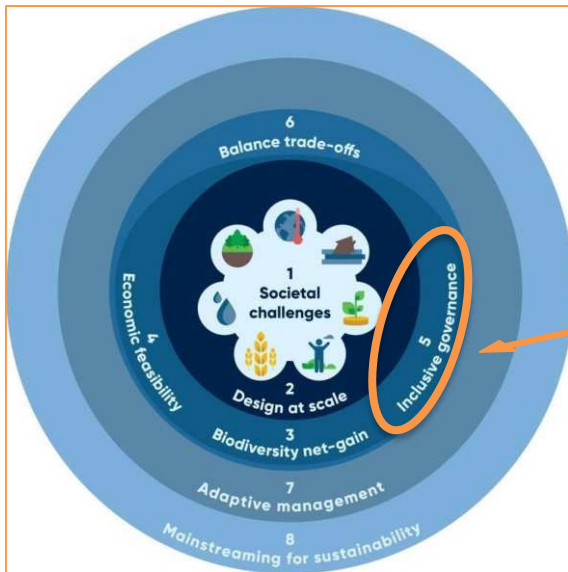 6
Balance trade-offs
1
Societal
challenges
4
Economic feasibility
5
Inclusive governance
2
Design at scale
3
Biodiversity net-gain
7
Adaptive management
8
Mainstreaming for sustainability